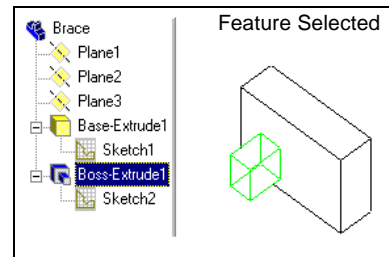 Feature Selected
Brace
Plane1
Plane2
Plane3
Base-Extrude1
Sketch1
Boss-Extrude1
Sketch2